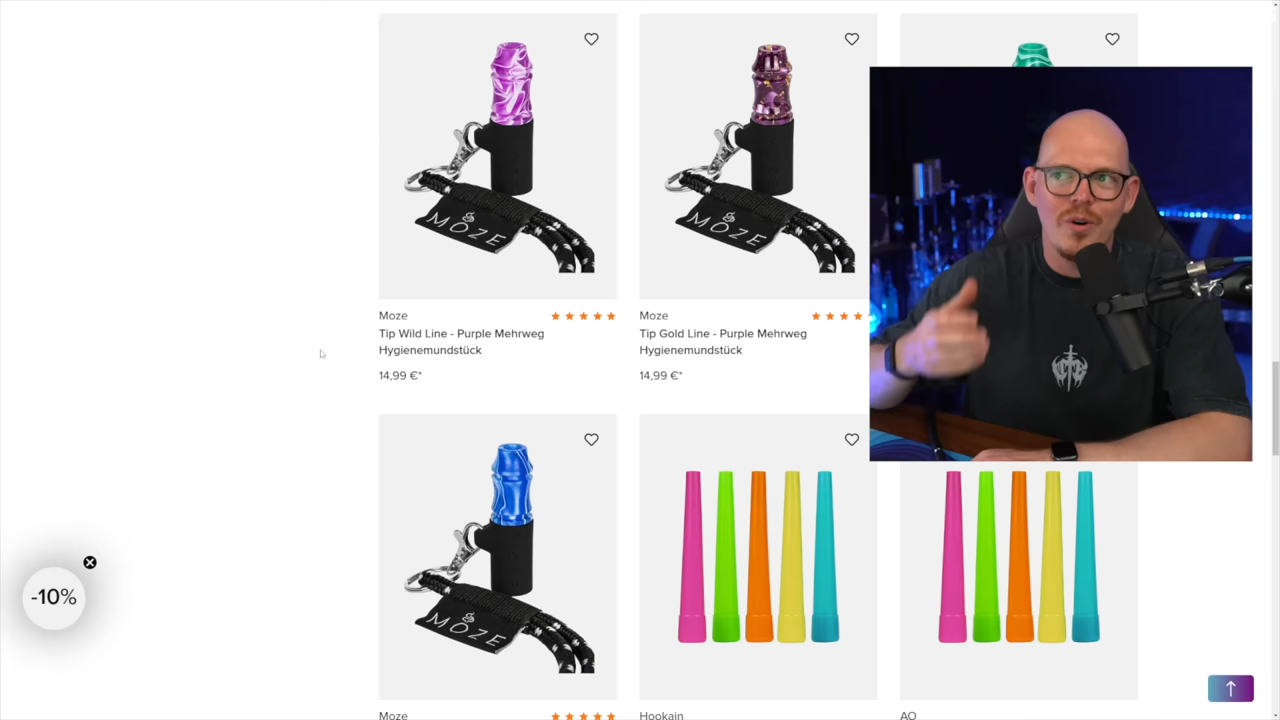 MOZE
MOZE
Moze
Tip Wild Line - Purple Mehrweg
Hygienemundstück
14,99 €*
Moze
Tip Gold Line - Purple Mehrweg
Hygienemundstück
14,99 €*
-10%
MOZE
Moze
Hookain
AO